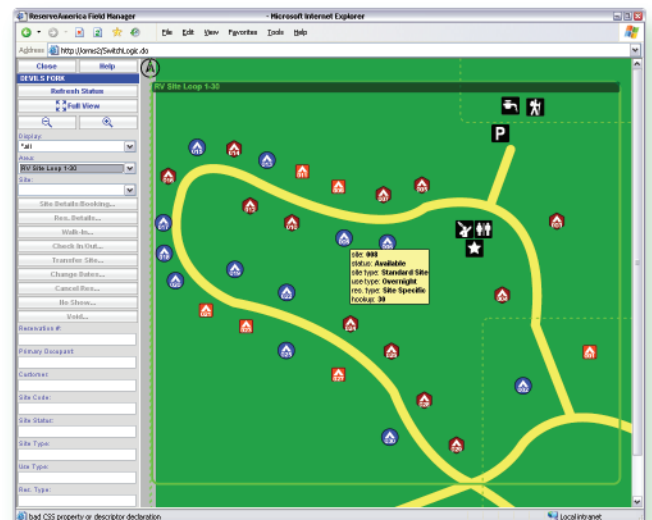 ReserveAmerica Field Manager - Microsoft Internet Explorer
File Edit View Favorites Tools Help
Address http://orms2/SwitchLogic.do
Close Help
DEVILS FORK
Refresh Status
Full View
Display:
*all
Area:
RV Site Loop 1-30
Site:
Site Details/Booking...
Res. Details...
Walk-In...
Check In/Out...
Transfer Site...
Change Dates...
Cancel Res...
No Show...
Void...
Reservation #:
Primary Occupant:
Customer:
Site Code:
Site Status:
Site Type:
Use Type:
Res. Type:
RV Site Loop 1-30
P
site: 008
status: Available
site type: Standard Site
use type: Overnight
res. type: Site Specific
hookup: 30
bad CSS property or descriptor declaration
Local intranet